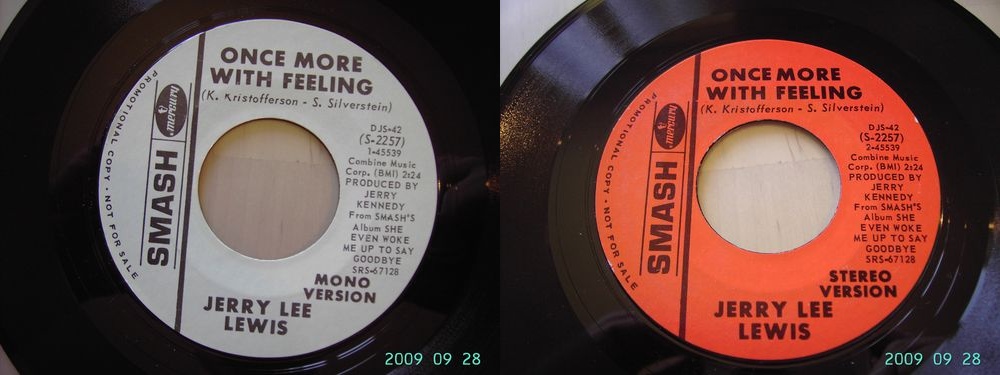 ONCE MORE
WITH FEELING
(K. Kristofferson - S. Silverstein)
PROMOTIONAL COPY • NOT FOR SALE
SMASH
mercury
DJS-42
(S-2257)
1-45539
Combine Music
Corp. (BMI) 2:24
PRODUCED BY
JERRY
KENNEDY
From SMASH'S
Album SHE
EVEN WOKE
ME UP TO SAY
GOODBYE
SRS-67128
MONO
VERSION
JERRY LEE
LEWIS
2009 09 28
ONCE MORE
WITH FEELING
(K. Kristofferson - S. Silverstein)
PROMOTIONAL COPY • NOT FOR SALE
SMASH
mercury
DJS-42
(S-2257)
1-45539
Combine Music
Corp. (BMI) 2:24
PRODUCED BY
JERRY
KENNEDY
From SMASH'S
Album SHE
EVEN WOKE
ME UP TO SAY
GOODBYE
SRS-67128
STEREO
VERSION
JERRY LEE
LEWIS
2009 09 28